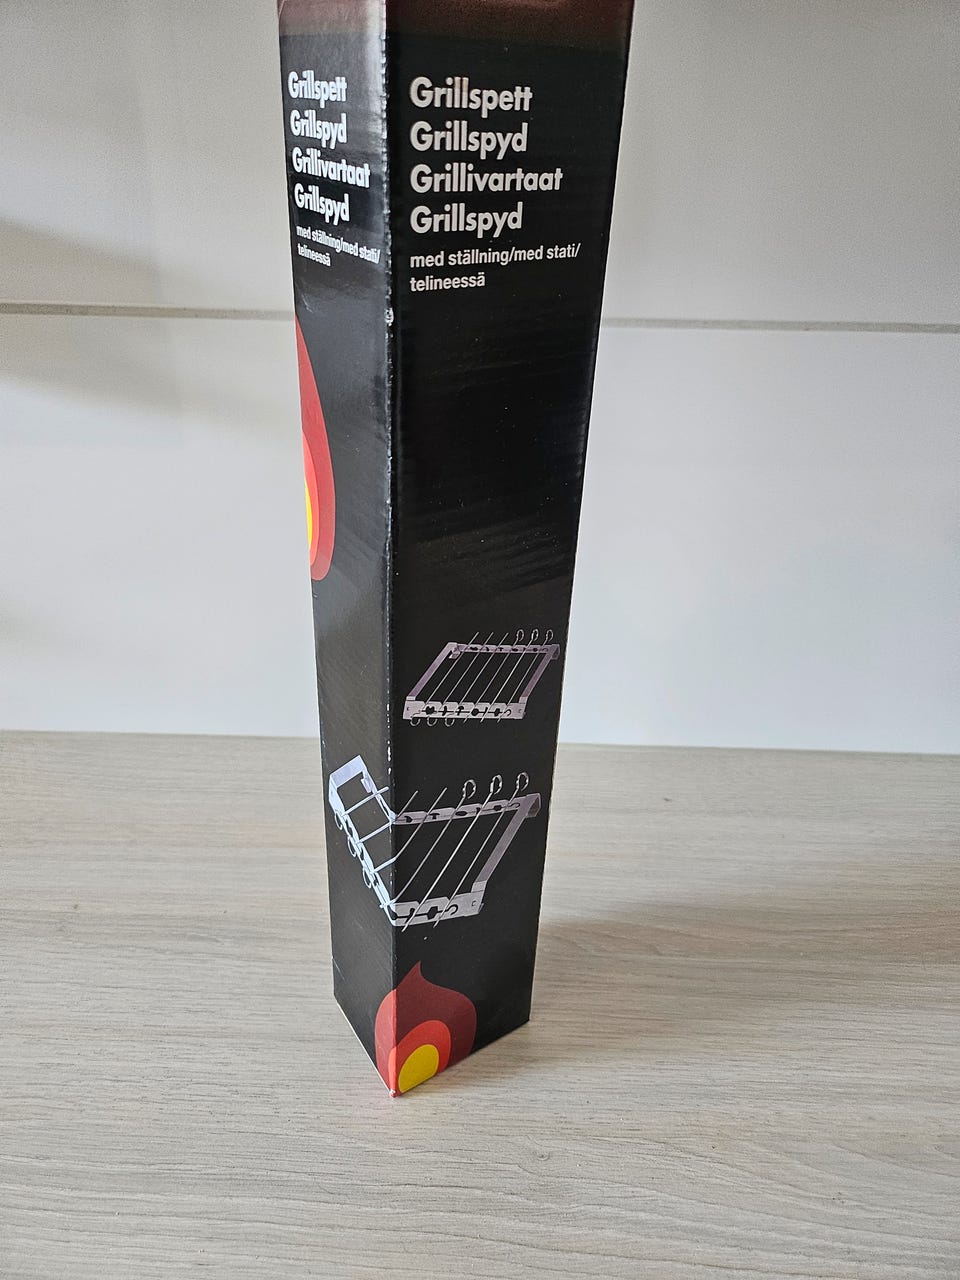 Grillspett
Grillspyd
Grillivartaat
Grillspyd
med ställning/med stati/
telineessä
Grillspett
Grillspyd
Grillivartaat
Grillspyd
med ställning/med stati/
telineessä